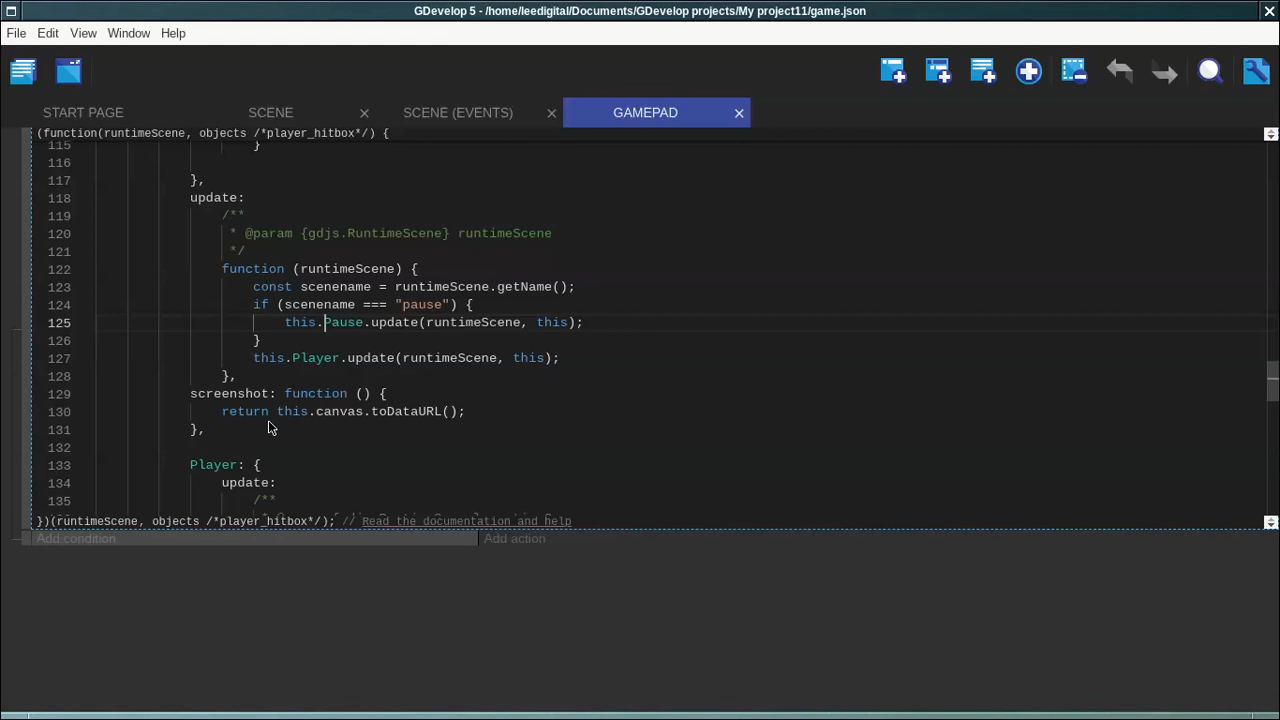 GDevelop 5 - /home/leedigital/Documents/GDevelop projects/My project11/game.json
File Edit View Window Help
START PAGE SCENE SCENE (EVENTS) GAMEPAD
(function(runtimeScene, objects /*player_hitbox*/) {
115 }
116
117 },
118 update:
119 /**
120 * @param {gdjs.RuntimeScene} runtimeScene
121 */
122 function (runtimeScene) {
123 const scenename = runtimeScene.getName();
124 if (scenename === "pause") {
125 this.Pause.update(runtimeScene, this);
126 }
127 this.Player.update(runtimeScene, this);
128 },
129 screenshot: function () {
130 return this.canvas.toDataURL();
131 },
132
133 Player: {
134 update:
135 /**
})(runtimeScene, objects /*player_hitbox*/); // Read the documentation and help
Add condition Add action